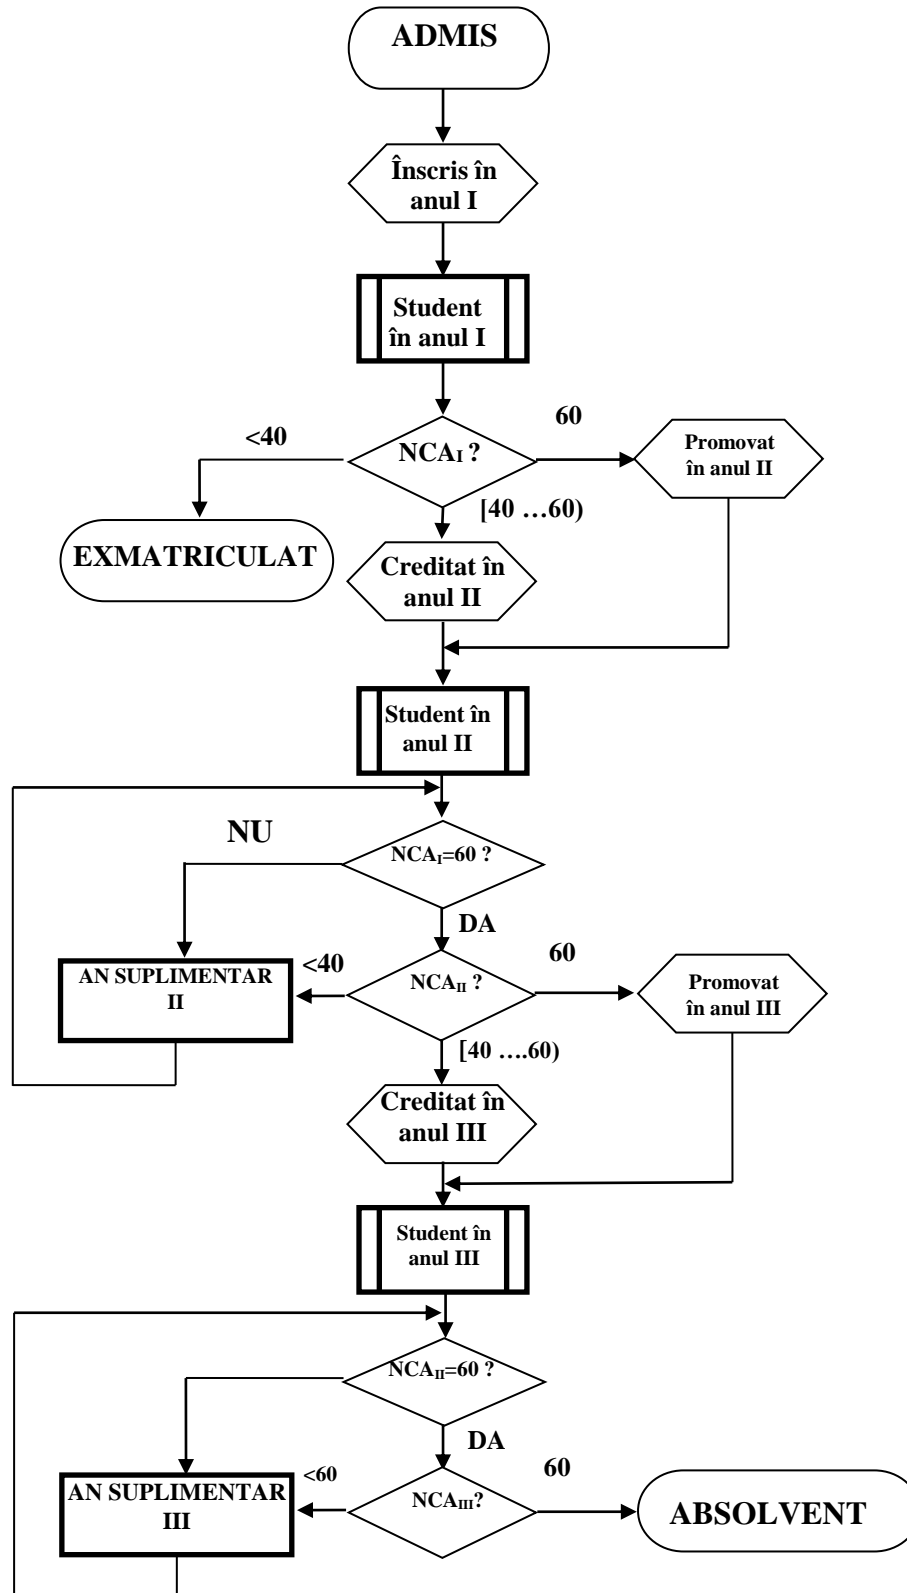 ADMIS
Înscris în
anul I
Student
în anul I
<40
NCAI ?
60
Promovat
în anul II
[40 …60)
EXMATRICULAT
Creditat în
anul II
Student în
anul II
NU
NCAI=60 ?
DA
AN SUPLIMENTAR
II
<40
NCAII ?
60
Promovat
în anul III
[40 ….60)
Creditat în
anul III
Student în
anul III
NCAII=60 ?
DA
AN SUPLIMENTAR
III
<60
NCAIII?
60
ABSOLVENT